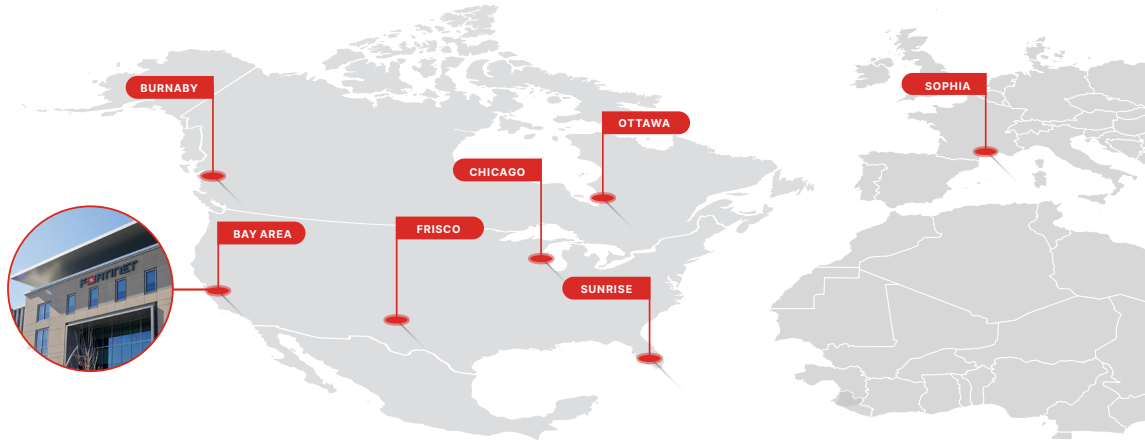 BURNABY
SOPHIA
OTTAWA
CHICAGO
FRISCO
BAY AREA
FORTINET
SUNRISE